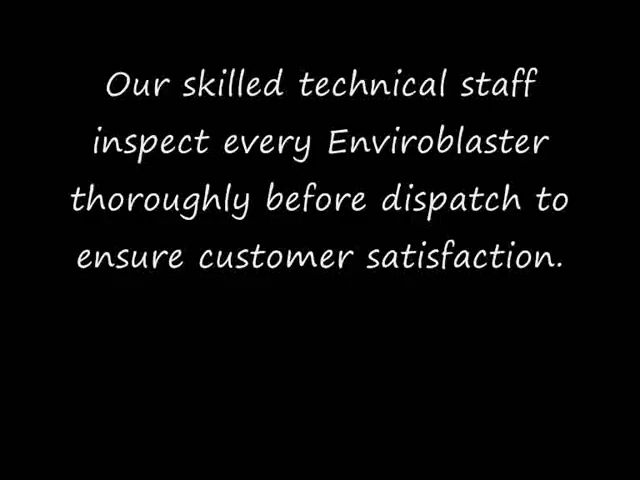 Our skilled technical staff
inspect every Enviroblaster
thoroughly before dispatch to
ensure customer satisfaction.